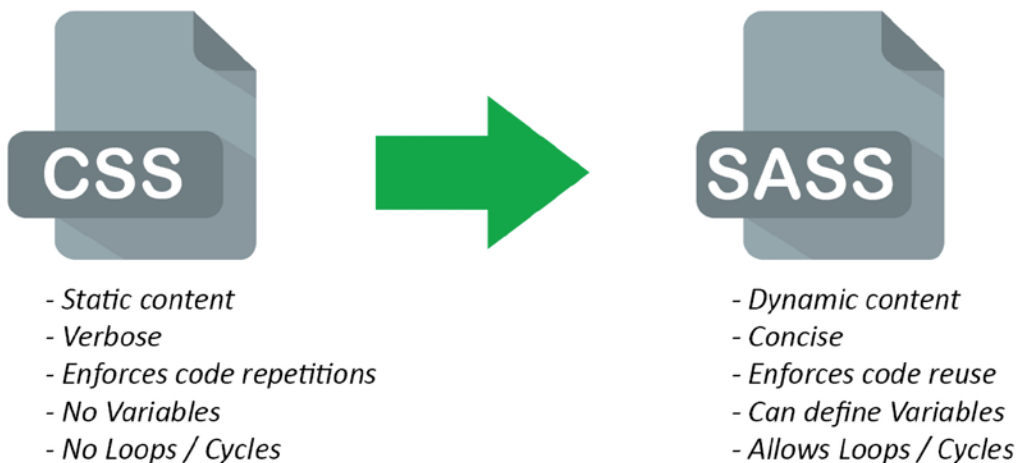 CSS
SASS
- Static content
- Verbose
- Enforces code repetitions
- No Variables
- No Loops / Cycles
- Dynamic content
- Concise
- Enforces code reuse
- Can define Variables
- Allows Loops / Cycles